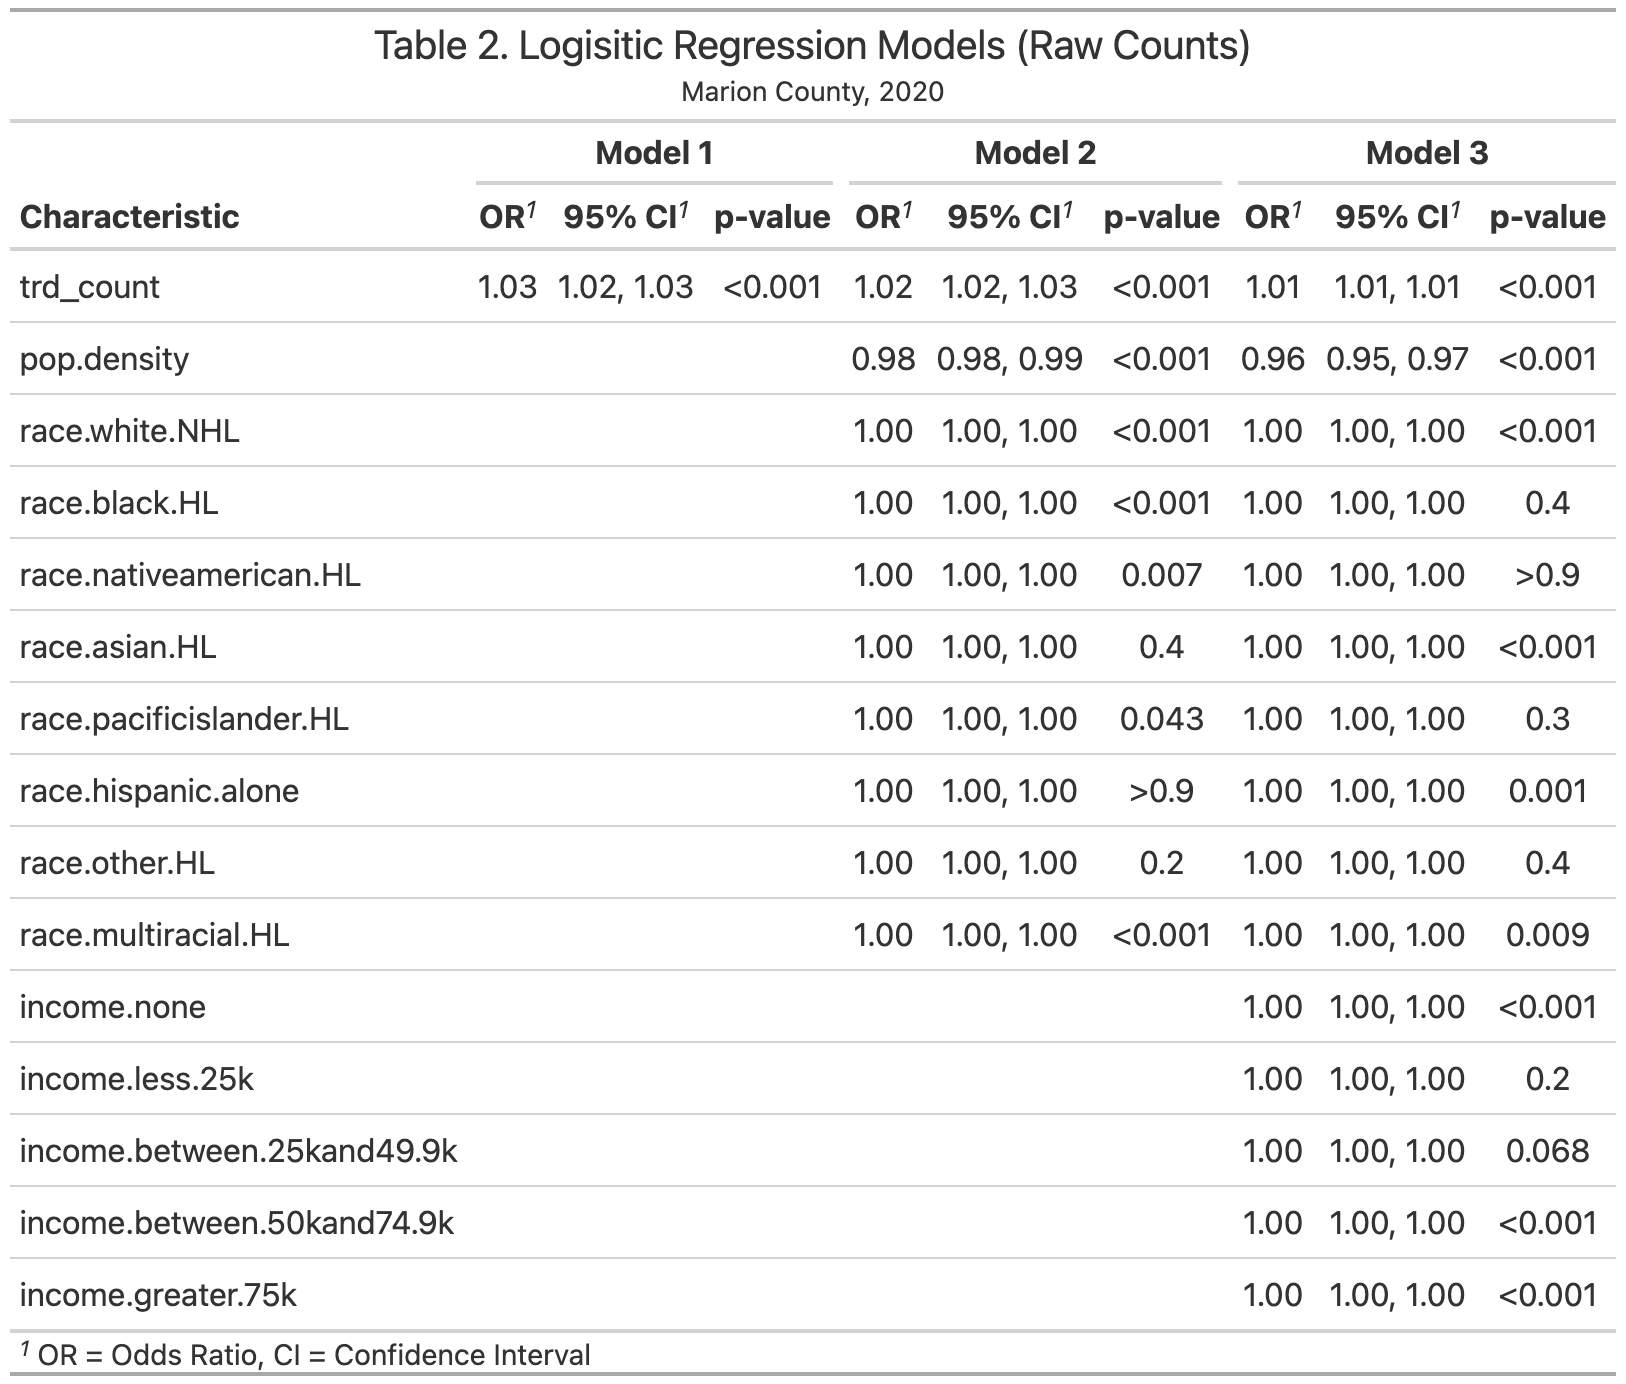 Table 2. Logisitic Regression Models (Raw Counts)
Marion County, 2020
Model 1 Model 2 Model 3
Characteristic OR1 95% CI1 p-value OR1 95% CI1 p-value OR1 95% CI1 p-value
trd_count 1.03 1.02, 1.03 <0.001 1.02 1.02, 1.03 <0.001 1.01 1.01, 1.01 <0.001
pop.density 0.98 0.98, 0.99 <0.001 0.96 0.95, 0.97 <0.001
race.white.NHL 1.00 1.00, 1.00 <0.001 1.00 1.00, 1.00 <0.001
race.black.HL 1.00 1.00, 1.00 <0.001 1.00 1.00, 1.00 0.4
race.nativeamerican.HL 1.00 1.00, 1.00 0.007 1.00 1.00, 1.00 >0.9
race.asian.HL 1.00 1.00, 1.00 0.4 1.00 1.00, 1.00 <0.001
race.pacificislander.HL 1.00 1.00, 1.00 0.043 1.00 1.00, 1.00 0.3
race.hispanic.alone 1.00 1.00, 1.00 >0.9 1.00 1.00, 1.00 0.001
race.other.HL 1.00 1.00, 1.00 0.2 1.00 1.00, 1.00 0.4
race.multiracial.HL 1.00 1.00, 1.00 <0.001 1.00 1.00, 1.00 0.009
income.none 1.00 1.00, 1.00 <0.001
income.less.25k 1.00 1.00, 1.00 0.2
income.between.25kand49.9k 1.00 1.00, 1.00 0.068
income.between.50kand74.9k 1.00 1.00, 1.00 <0.001
income.greater.75k 1.00 1.00, 1.00 <0.001
1 OR = Odds Ratio, CI = Confidence Interval